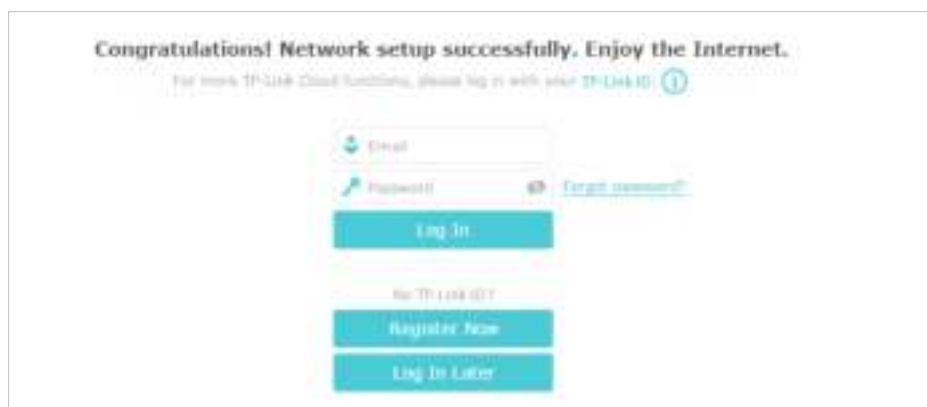 Congratulations! Network setup successfully. Enjoy the Internet.
For more TP-Link Cloud functions, please log in with your TP-Link ID.
Email
Password
Forgot password?
Log In
No TP-Link ID?
Register Now
Log In Later